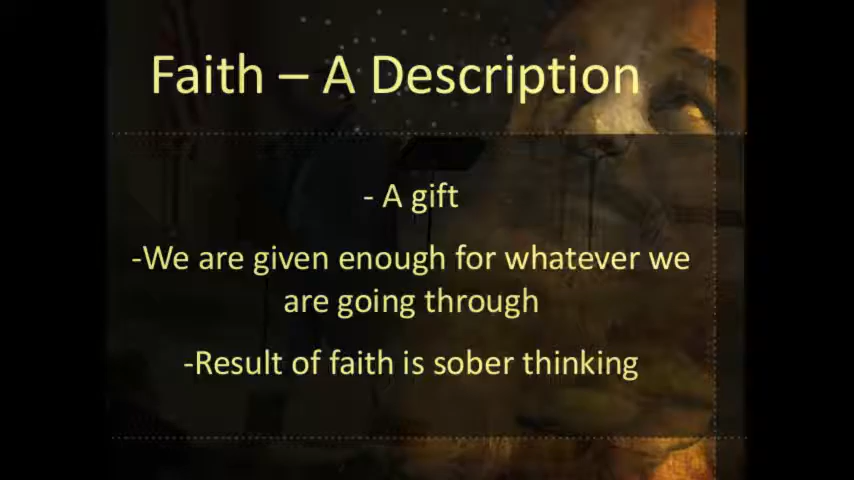 Faith – A Description
- A gift
-We are given enough for whatever we
are going through
-Result of faith is sober thinking